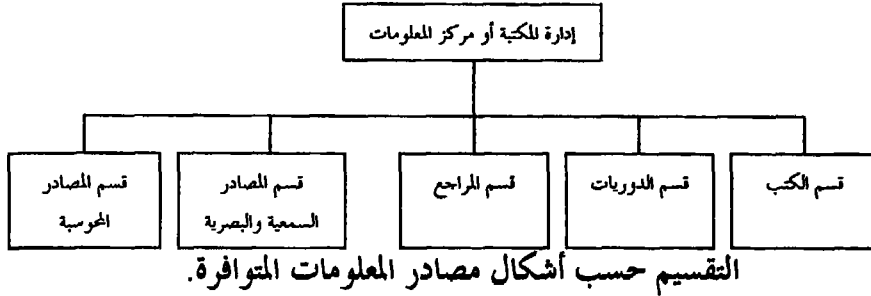 إدارة المكتبة أو مركز المعلومات
قسم الكتب
قسم الدوريات
قسم المراجع
قسم المصادر
السمعية والبصرية
قسم المصادر
المحوسبة
التقسيم حسب أشكال مصادر المعلومات المتوافرة.